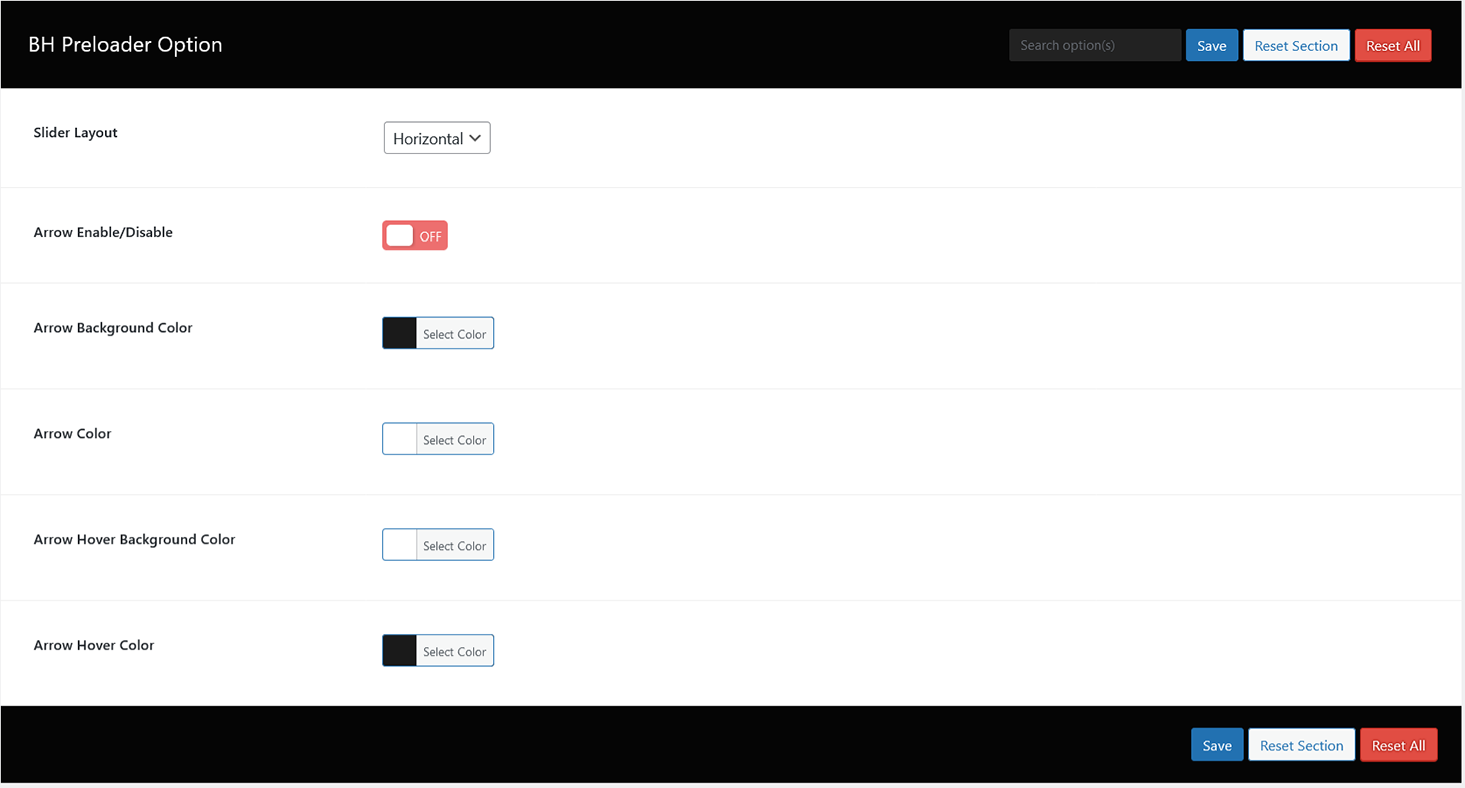 BH Preloader Option
Search option(s)
Save
Reset Section
Reset All
Slider Layout
Horizontal
Arrow Enable/Disable
OFF
Arrow Background Color
Select Color
Arrow Color
Select Color
Arrow Hover Background Color
Select Color
Arrow Hover Color
Select Color
Save
Reset Section
Reset All